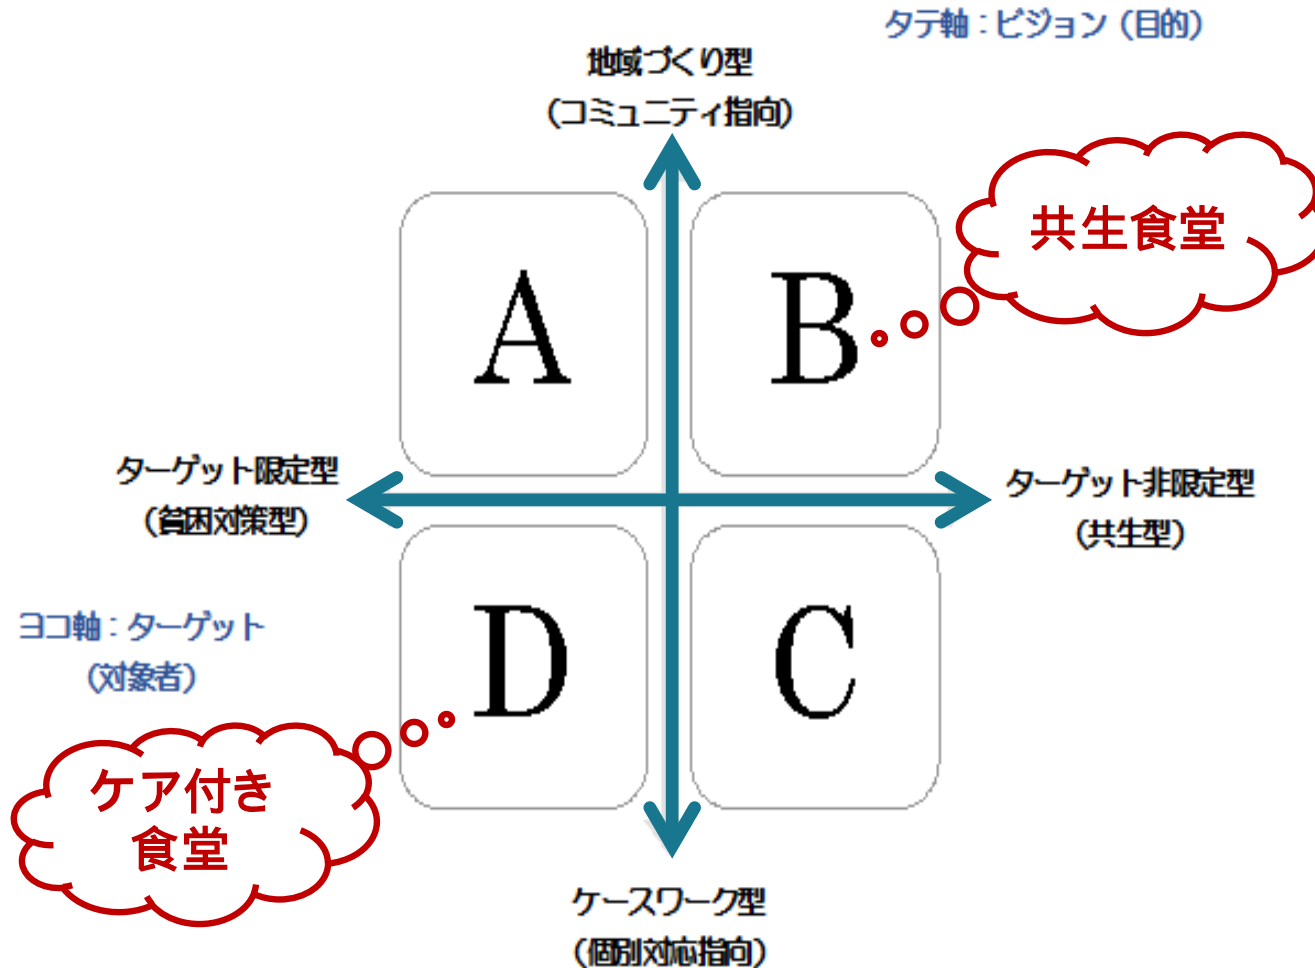 タテ軸：ビジョン（目的）
地域づくり型
（コミュニティ指向）
共生食堂
A
B
ターゲット限定型
（貧困対策型）
ターゲット非限定型
（共生型）
ヨコ軸：ターゲット
（対象者）
D
C
ケア付き
食堂
ケースワーク型
（個別対応指向）